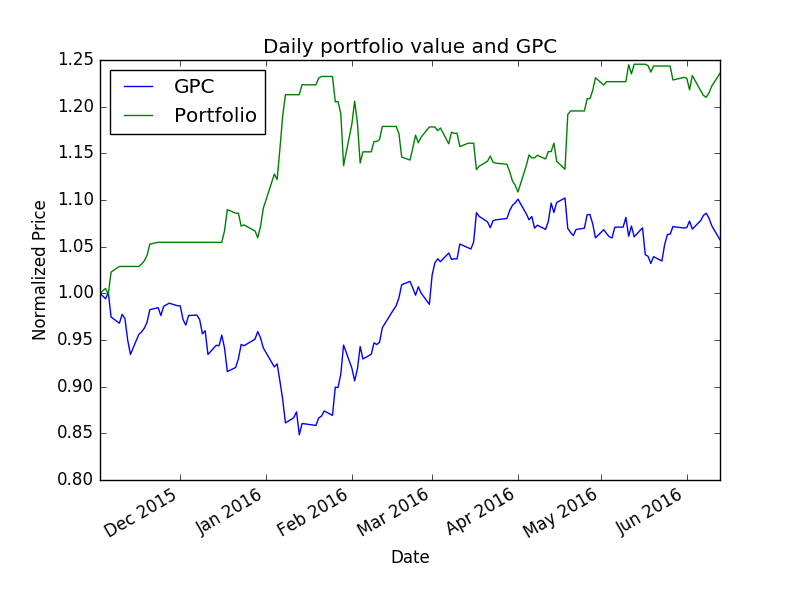 Daily portfolio value and GPC
GPC
Portfolio
Normalized Price
1.25
1.20
1.15
1.10
1.05
1.00
0.95
0.90
0.85
0.80
Dec 2015
Jan 2016
Feb 2016
Mar 2016
Apr 2016
May 2016
Jun 2016
Date